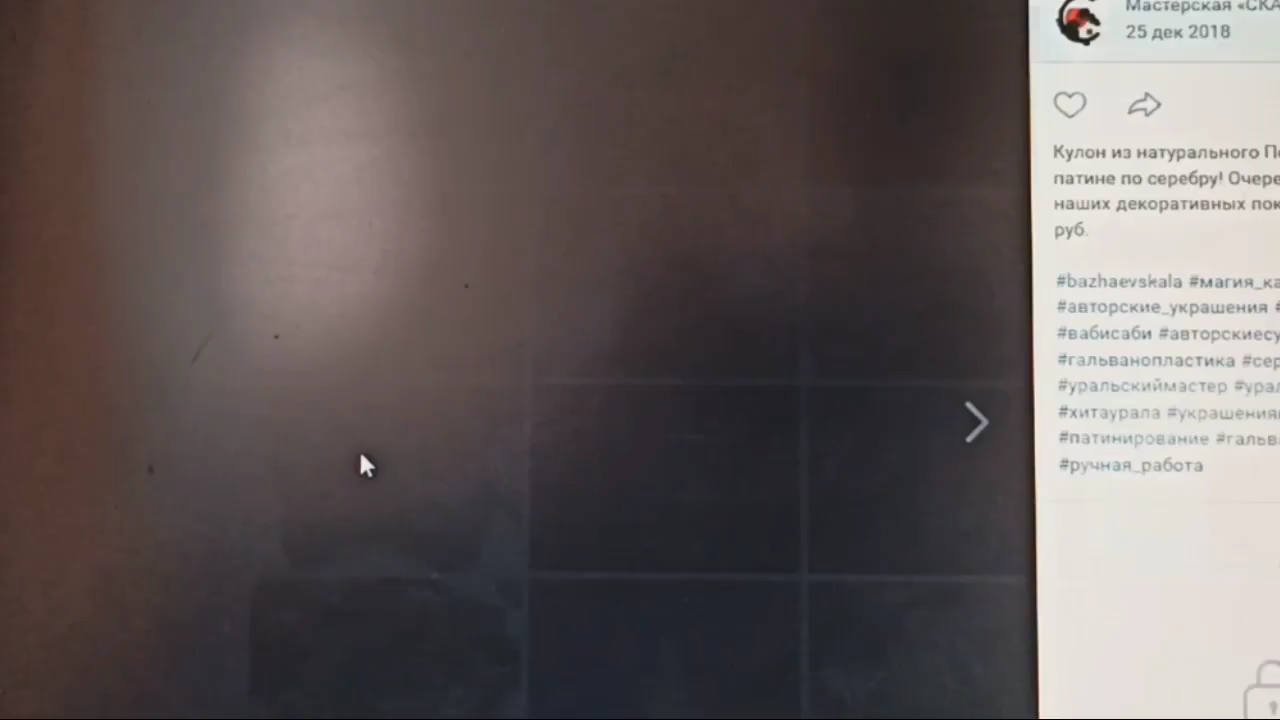 Мастерская «СКА
25 дек 2018
Кулон из натурального П
патине по серебру! Очере
наших декоративных пок
руб.
#bazhaevskala #магия_ка
#авторские_украшения #
#вабисаби #авторскиесу
#гальванопластика #сер
#уральскиймастер #урал
#хитаурала #украшения
#патинирование #гальва
#ручная_работа